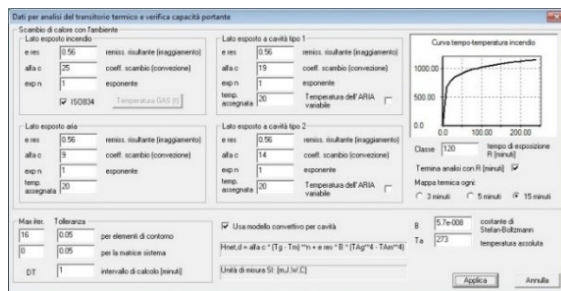 Dati per analisi del transitorio termico e verifica capacità portante
Scambio di calore con l'ambiente
Lato esposto incendio
e res 0.56 remiss. risultante (irraggiamento)
alfa c 25 coeff. scambio (convezione)
exp n 1 esponente
ISO834 Temperatura GAS (t)
Lato esposto a cavità tipo 1
e res 0.56 remiss. risultante (irraggiamento)
alfa c 19 coeff. scambio (convezione)
exp n 1 esponente
temp. assegnata 20 Temperatura dell'ARIA variabile
Lato esposto aria
e res 0.56 remiss. risultante (irraggiamento)
alfa c 9 coeff. scambio (convezione)
exp n 1 esponente
temp. assegnata 20
Lato esposto a cavità tipo 2
e res 0.56 remiss. risultante (irraggiamento)
alfa c 14 coeff. scambio (convezione)
exp n 1 esponente
temp. assegnata 20 Temperatura dell'ARIA variabile
Curva tempo-temperatura incendio
1000.00
500.00
0.0
0.0 100.00 200.00
Classe 120 tempo di esposizione R [minuti]
Termina analisi con R [minuti]
Mappa termica ogni:
3 minuti 5 minuti 15 minuti
Max iter. Tolleranza
16 0.05 per elementi di contorno
0 0.05 per la matrice sistema
DT 1 intervallo di calcolo [minuti]
Usa modello convettivo per cavità
Hnet,d = alfa c * (Tg - Tm) **n + e res * B * (TAg**4 - TAm**4)
Unità di misura SI: [m,J,W,C]
B 5.7e-008 costante di Stefan-Boltzmann
Ta 273 temperatura assoluta
Applica Annulla